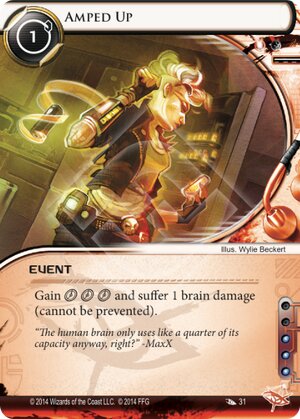 1
AMPED UP
Illus. Wylie Beckert
EVENT
Gain and suffer 1 brain damage
(cannot be prevented).
"The human brain only uses like a quarter of its
capacity anyway, right?" -MaxX
© 2014 Wizards of the Coast LLC. © 2014 FFG
31